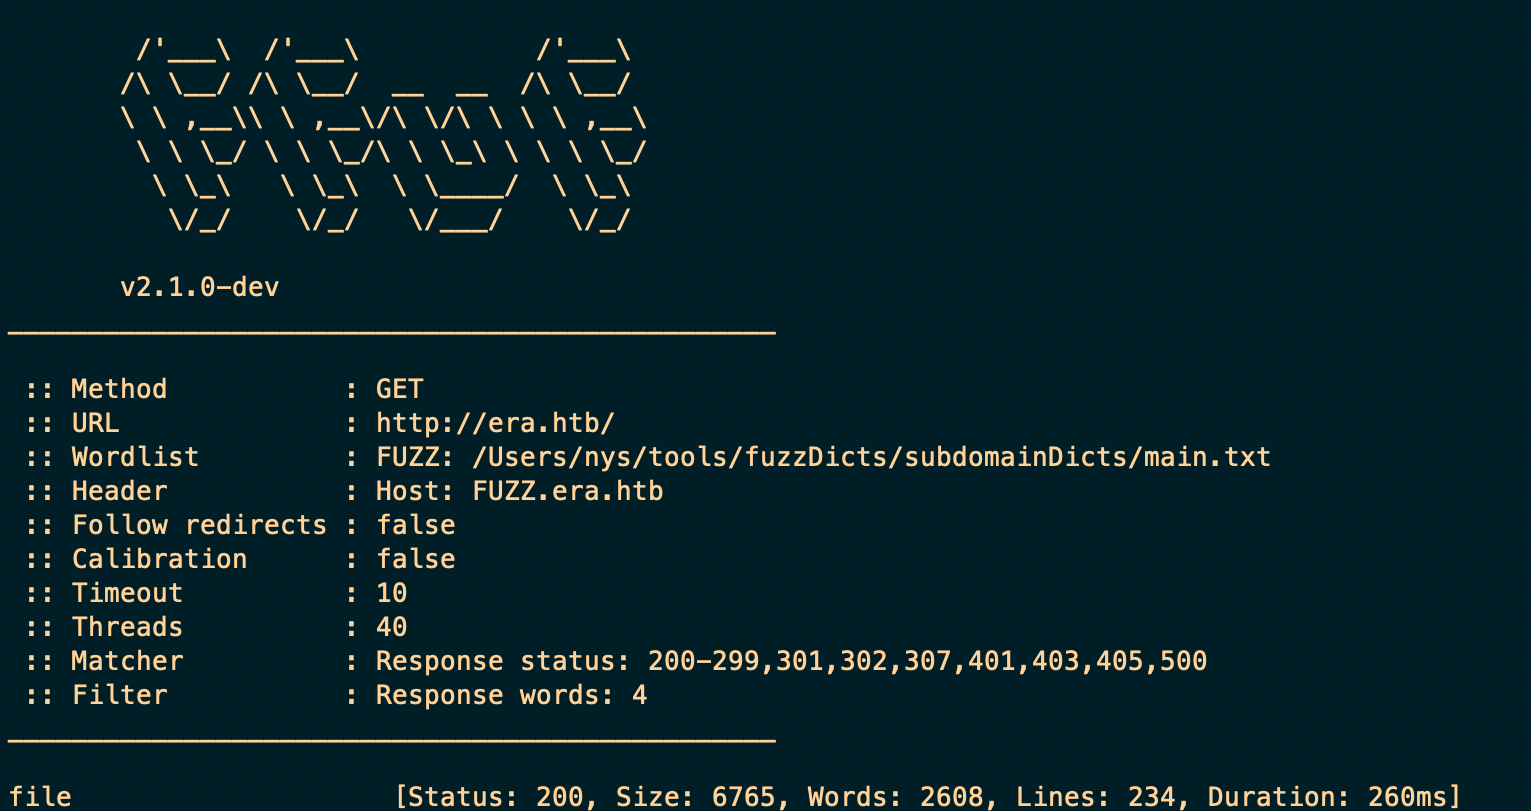 /'___\  /'___\           /'___\
       /\ \__/ /\ \__/  __  __  /\ \__/
       \ \ ,__\\ \ ,__\/\ \/\ \ \ \ ,__\
        \ \ \_/ \ \ \_/\ \ \_\ \ \ \ \_/
         \ \_\   \ \_\  \ \____/  \ \_\
          \/_/    \/_/   \/___/    \/_/
       v2.1.0-dev
________________________________________________
 :: Method           : GET
 :: URL              : http://era.htb/
 :: Wordlist         : FUZZ: /Users/nys/tools/fuzzDicts/subdomainDicts/main.txt
 :: Header           : Host: FUZZ.era.htb
 :: Follow redirects : false
 :: Calibration      : false
 :: Timeout          : 10
 :: Threads          : 40
 :: Matcher          : Response status: 200-299,301,302,307,401,403,405,500
 :: Filter           : Response words: 4
________________________________________________
file                    [Status: 200, Size: 6765, Words: 2608, Lines: 234, Duration: 260ms]